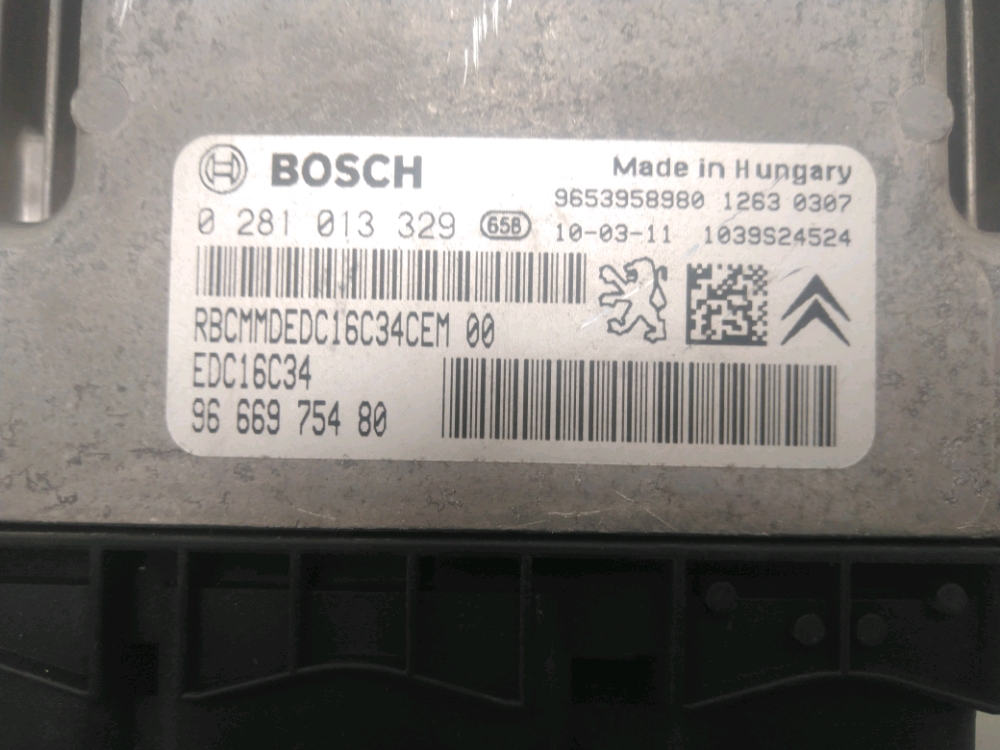 BOSCH
Made in Hungary
9653958980 1263 0307
0 281 013 329 658 10-03-11 1039S24524
RBCMMDEDC16C34CEM 00
EDC16C34
96 669 754 80